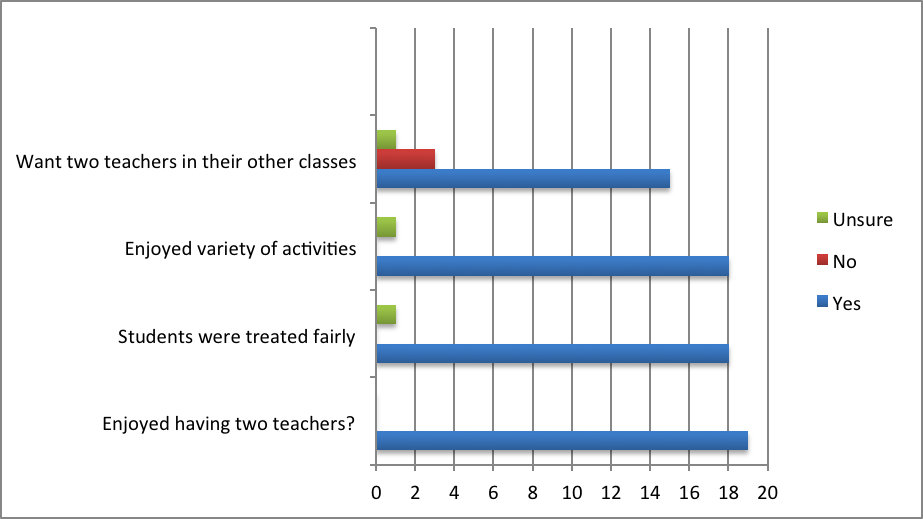 Want two teachers in their other classes
Enjoyed variety of activities
Students were treated fairly
Enjoyed having two teachers?
0 2 4 6 8 10 12 14 16 18 20
Unsure
No
Yes